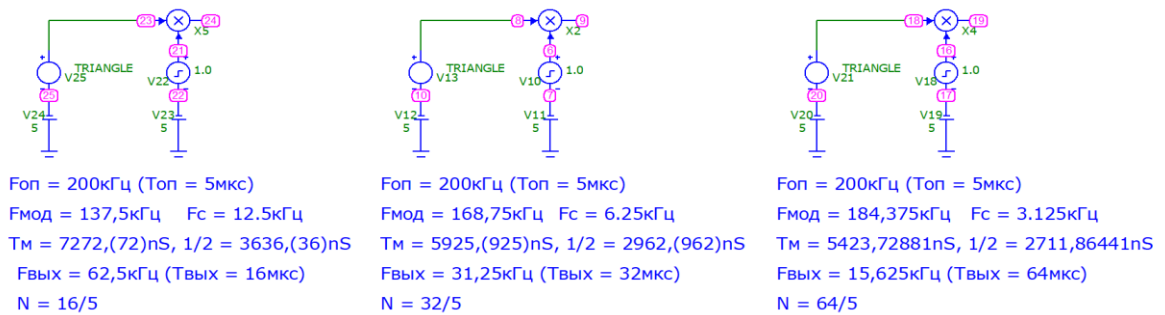 23 24
X5
21
TRIANGLE
V25
V22
1.0
25 22
V24
5
V23
5
Fоп = 200кГц (Tоп = 5мкс)
Fмод = 137,5кГц Fc = 12.5кГц
Tм = 7272,(72)nS, 1/2 = 3636,(36)nS
Fвых = 62,5кГц (Tвых = 16мкс)
N = 16/5
8 9
X2
6
TRIANGLE
V13
V10
1.0
10 7
V12
5
V11
5
Fоп = 200кГц (Tоп = 5мкс)
Fмод = 168,75кГц Fc = 6.25кГц
Tм = 5925,(925)nS, 1/2 = 2962,(962)nS
Fвых = 31,25кГц (Tвых = 32мкс)
N = 32/5
18 19
X4
16
TRIANGLE
V21
V18
1.0
20 17
V20
5
V19
5
Fоп = 200кГц (Tоп = 5мкс)
Fмод = 184,375кГц Fc = 3.125кГц
Tм = 5423,72881nS, 1/2 = 2711,86441nS
Fвых = 15,625кГц (Tвых = 64мкс)
N = 64/5